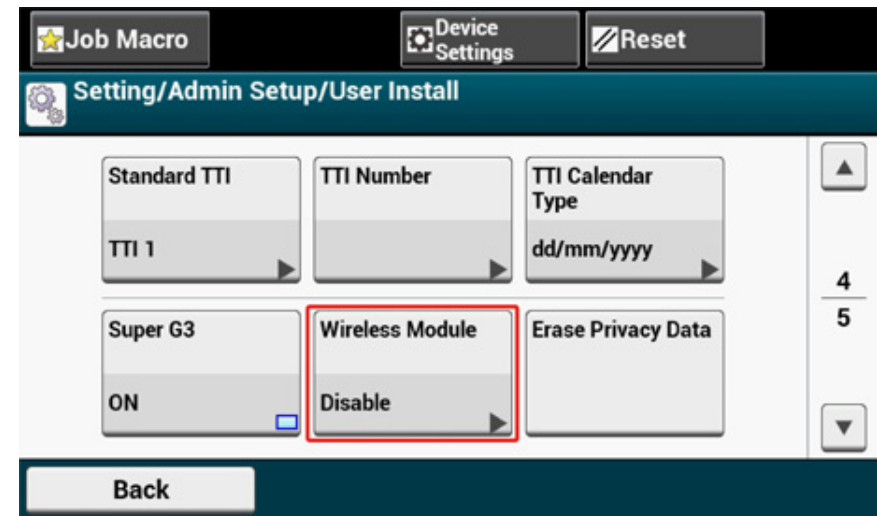 Job Macro
Device
Settings
Reset
Setting/Admin Setup/User Install
Standard TTI
TTI 1
TTI Number
TTI Calendar
Type
dd/mm/yyyy
4
5
Super G3
ON
Wireless Module
Disable
Erase Privacy Data
Back